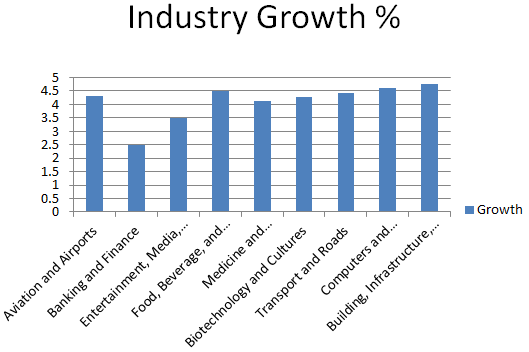 Industry Growth %
5
4.5
4
3.5
3
2.5
2
1.5
1
0.5
0
Aviation and Airports
Banking and Finance
Entertainment, Media,...
Food, Beverage, and...
Medicine and...
Biotechnology and Cultures
Transport and Roads
Computers and...
Building, Infrastructure,...
Growth